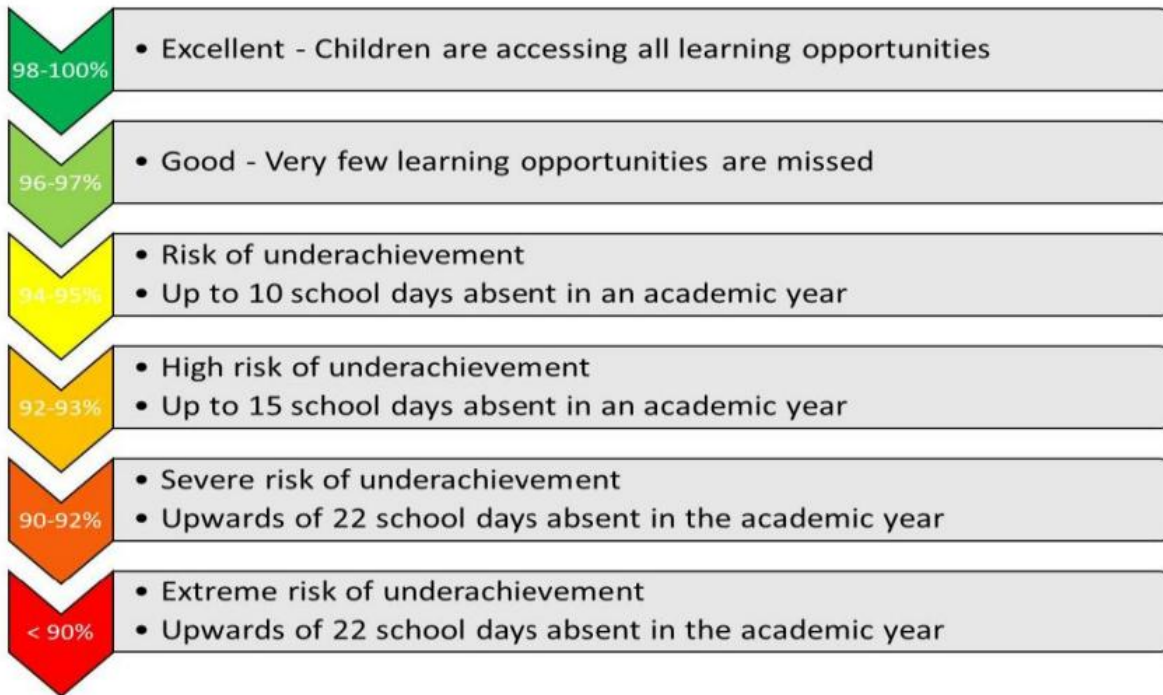 98-100%
• Excellent - Children are accessing all learning opportunities
96-97%
• Good - Very few learning opportunities are missed
94-95%
• Risk of underachievement
• Up to 10 school days absent in an academic year
92-93%
• High risk of underachievement
• Up to 15 school days absent in an academic year
90-92%
• Severe risk of underachievement
• Upwards of 22 school days absent in the academic year
< 90%
• Extreme risk of underachievement
• Upwards of 22 school days absent in the academic year